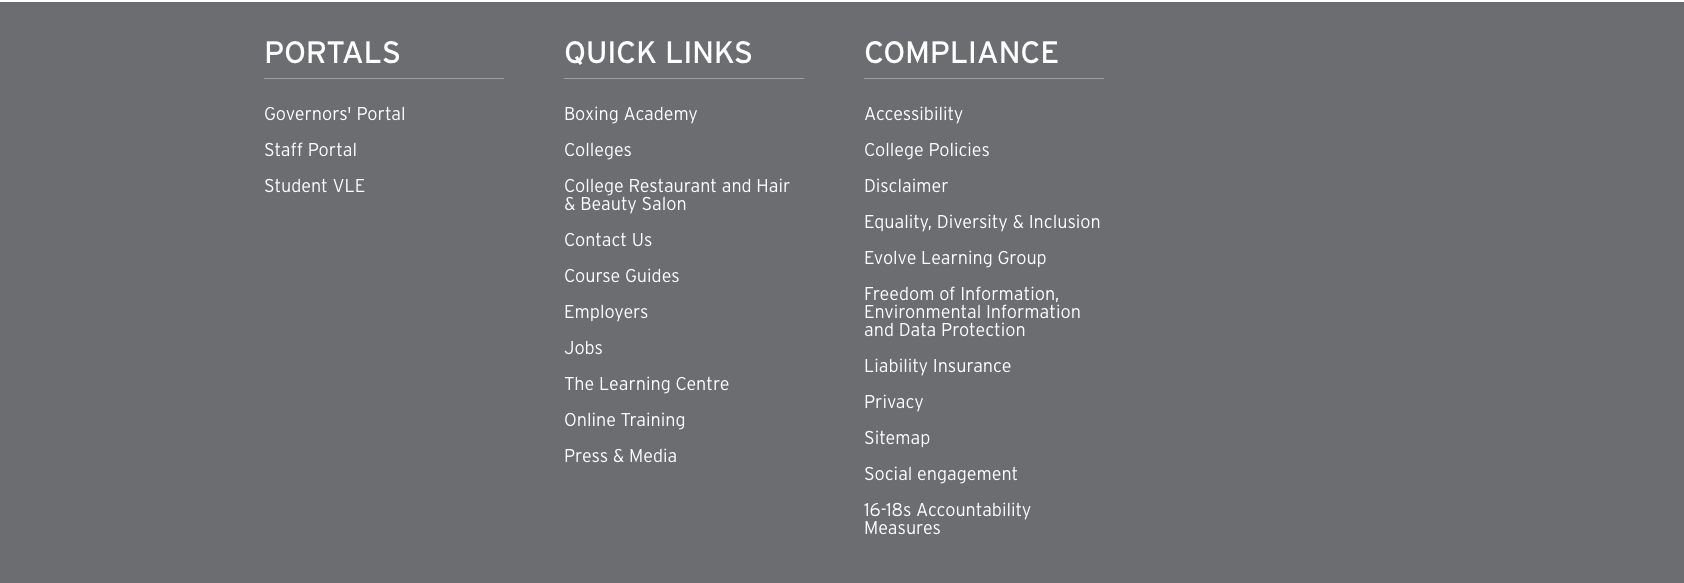 PORTALS
Governors' Portal
Staff Portal
Student VLE
QUICK LINKS
Boxing Academy
Colleges
College Restaurant and Hair
& Beauty Salon
Contact Us
Course Guides
Employers
Jobs
The Learning Centre
Online Training
Press & Media
COMPLIANCE
Accessibility
College Policies
Disclaimer
Equality, Diversity & Inclusion
Evolve Learning Group
Freedom of Information,
Environmental Information
and Data Protection
Liability Insurance
Privacy
Sitemap
Social engagement
16-18s Accountability
Measures